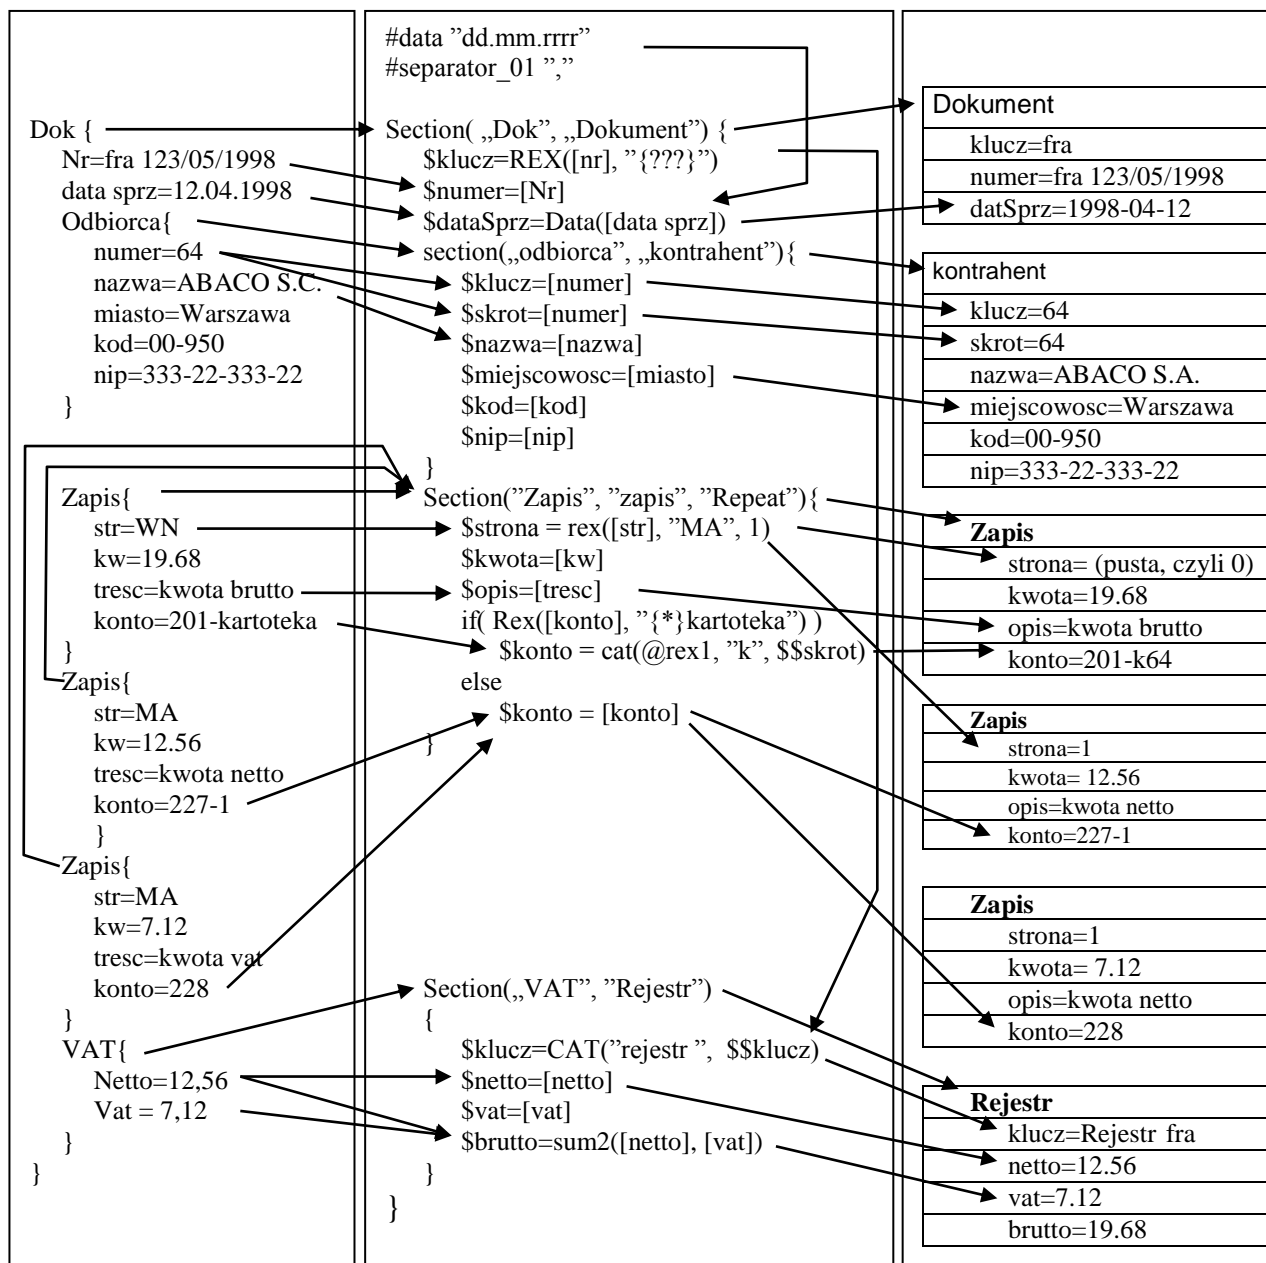 Dok {
Nr=fra 123/05/1998
data sprz=12.04.1998
Odbiorca{
numer=64
nazwa=ABACO S.C.
miasto=Warszawa
kod=00-950
nip=333-22-333-22
}
Zapis{
str=WN
kw=19.68
tresc=kwota brutto
konto=201-kartoteka
}
Zapis{
str=MA
kw=12.56
tresc=kwota netto
konto=227-1
}
Zapis{
str=MA
kw=7.12
tresc=kwota vat
konto=228
}
VAT{
Netto=12,56
Vat = 7,12
}
}
#data ”dd.mm.rrrr”
#separator_01 ”,”
Section( „Dok”, „Dokument”) {
$klucz=REX([nr], ”{???}”)
$numer=[Nr]
$dataSprz=Data([data sprz])
section(„odbiorca”, „kontrahent”){
$klucz=[numer]
$skrot=[numer]
$nazwa=[nazwa]
$miejscowosc=[miasto]
$kod=[kod]
$nip=[nip]
}
Section(”Zapis”, ”zapis”, ”Repeat”){
$strona = rex([str], ”MA”, 1)
$kwota=[kw]
$opis=[tresc]
if( Rex([konto], ”{*}kartoteka”) )
$konto = cat(@rex1, ”k”, $$skrot)
else
$konto = [konto]
}
Section(„VAT”, ”Rejestr”)
{
$klucz=CAT(”rejestr ”, $$klucz)
$netto=[netto]
$vat=[vat]
$brutto=sum2([netto], [vat])
}
}
Dokument
klucz=fra
numer=fra 123/05/1998
datSprz=1998-04-12
kontrahent
klucz=64
skrot=64
nazwa=ABACO S.A.
miejscowosc=Warszawa
kod=00-950
nip=333-22-333-22
Zapis
strona= (pusta, czyli 0)
kwota=19.68
opis=kwota brutto
konto=201-k64
Zapis
strona=1
kwota= 12.56
opis=kwota netto
konto=227-1
Zapis
strona=1
kwota= 7.12
opis=kwota netto
konto=228
Rejestr
klucz=Rejestr fra
netto=12.56
vat=7.12
brutto=19.68